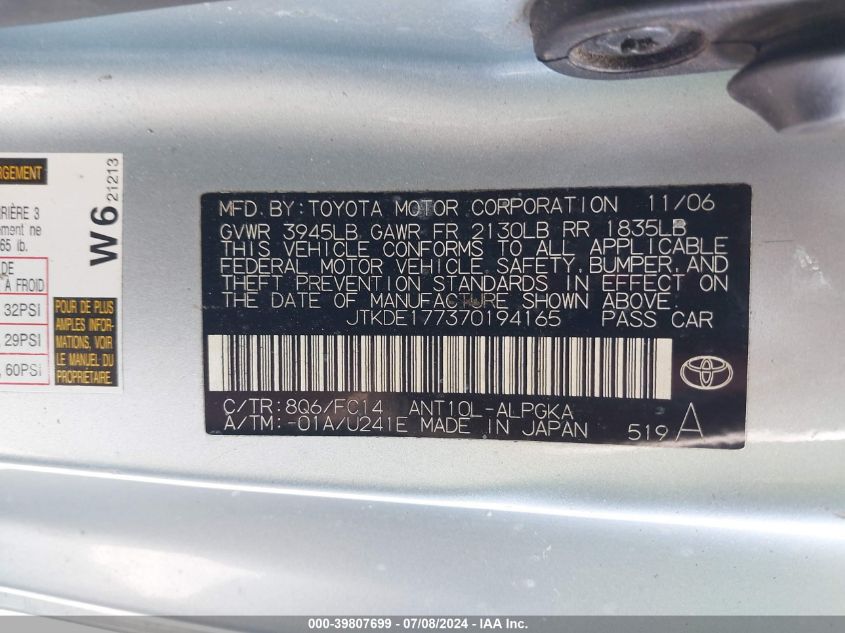 RGEMENT
RIÈRE 3
ement ne
65 lb.
DE
À FROID
32PSI
, 29PSI
, 60PSI
W6 21213
POUR DE PLUS
AMPLES INFOR-
MATIONS, VOIR
LE MANUEL DU
PROPRIÉTAIRE.
MFD.BY:TOYOTA MOTOR CORPORATION 11/06
GVWR 3945LB GAWR FR 2130LB RR 1835LB
THIS VEHICLE CONFORMS TO ALL APPLICABLE
FEDERAL MOTOR VEHICLE SAFETY,BUMPER,AND
THEFT PREVENTION STANDARDS IN EFFECT ON
THE DATE OF MANUFACTURE SHOWN ABOVE.
JTKDE177370194165 PASS CAR
C/TR:8Q6/FC14 ANT10L-ALPGKA
A/TM:-01A/U241E MADE IN JAPAN 519 A
000-39807699 - 07/08/2024 - IAA Inc.